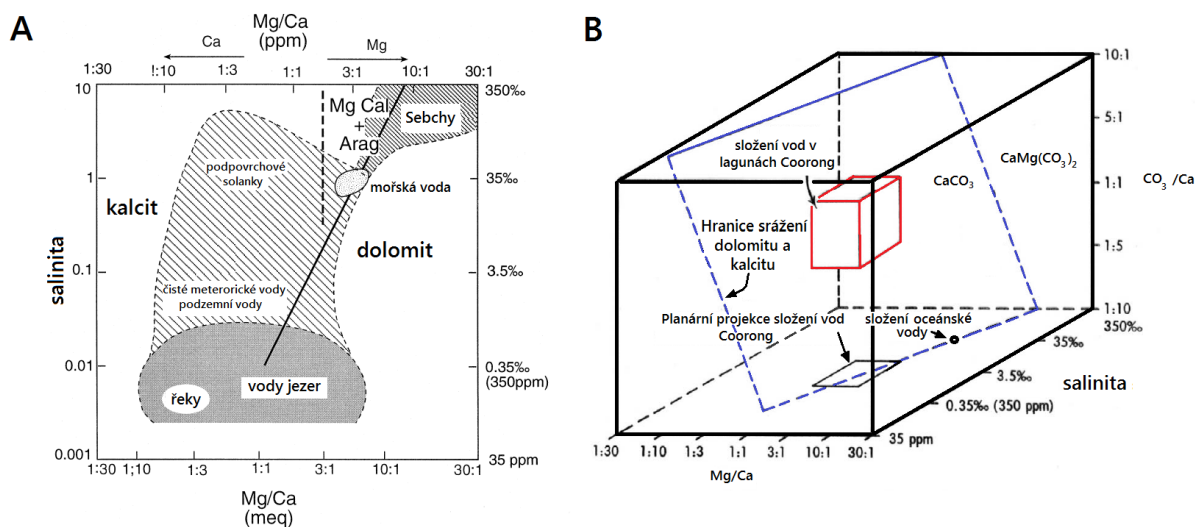 A
Mg/Ca
(ppm)
Ca
Mg
1:30
!:10
1:3
1:1
3:1
10:1
30:1
10
1
0.1
0.01
0.001
salinita
350‰
35‰
3.5‰
0.35‰
(350ppm)
35 ppm
Mg Cal
+
Arag
Sebchy
podpovrchové
solanky
mořská voda
kalcit
dolomit
čisté meterorické vody
podzemní vody
vody jezer
řeky
1:30
1;10
1:3
1:1
3:1
10:1
30:1
Mg/Ca
(meq)
B
10:1
5:1
1:1
1:5
1:10
CO3 /Ca
složení vod v
lagunách Coorong
CaMg(CO3)2
CaCO3
Hranice srážení
dolomitu a
kalcitu
Planární projekce složení vod
Coorong
složení oceánské
vody
350‰
35‰
3.5‰
0.35‰ (350 ppm)
35 ppm
salinita
1:30
1:10
1:3
1:1
3:1
10:1
30:1
Mg/Ca